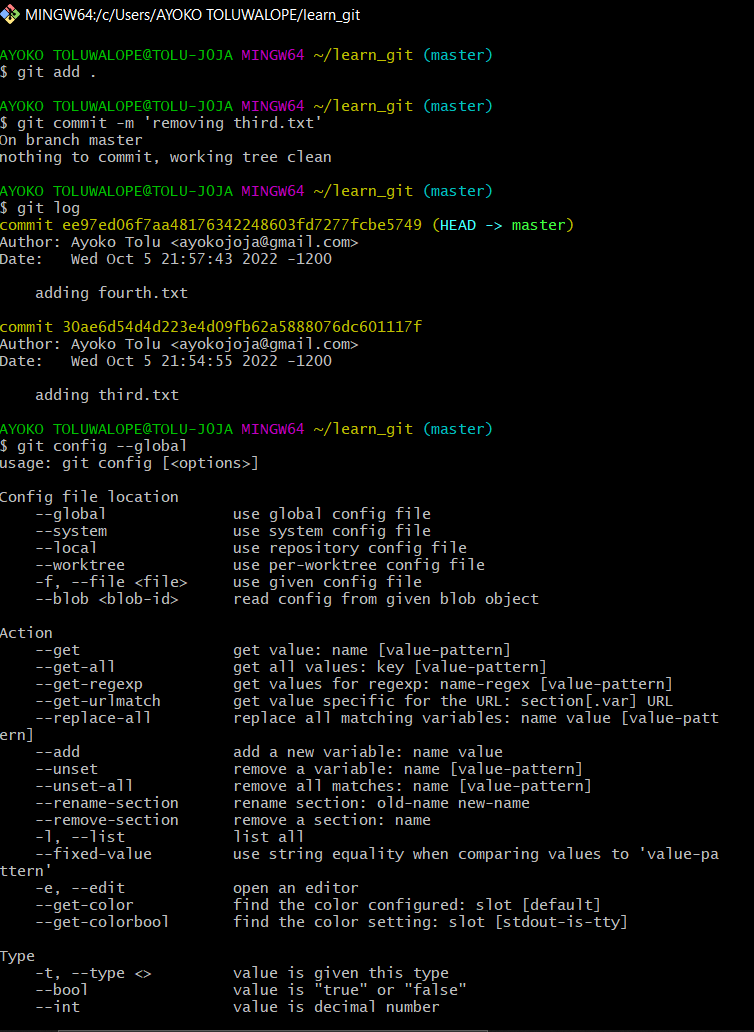 MINGW64:/c/Users/AYOKO TOLUWALOPE/learn_git
AYOKO TOLUWALOPE@TOLU-JOJA MINGW64 ~/learn_git (master)
$ git add .
AYOKO TOLUWALOPE@TOLU-JOJA MINGW64 ~/learn_git (master)
$ git commit -m 'removing third.txt'
On branch master
nothing to commit, working tree clean
AYOKO TOLUWALOPE@TOLU-JOJA MINGW64 ~/learn_git (master)
$ git log
commit ee97ed06f7aa48176342248603fd7277fcbe5749 (HEAD -> master)
Author: Ayoko Tolu <ayokojoja@gmail.com>
Date:   Wed Oct 5 21:57:43 2022 -1200
    adding fourth.txt
commit 30ae6d54d4d223e4d09fb62a5888076dc601117f
Author: Ayoko Tolu <ayokojoja@gmail.com>
Date:   Wed Oct 5 21:54:55 2022 -1200
    adding third.txt
AYOKO TOLUWALOPE@TOLU-JOJA MINGW64 ~/learn_git (master)
$ git config --global
usage: git config [<options>]
Config file location
    --global              use global config file
    --system              use system config file
    --local               use repository config file
    --worktree            use per-worktree config file
    -f, --file <file>     use given config file
    --blob <blob-id>      read config from given blob object
Action
    --get                 get value: name [value-pattern]
    --get-all             get all values: key [value-pattern]
    --get-regexp          get values for regexp: name-regex [value-pattern]
    --get-urlmatch        get value specific for the URL: section[.var] URL
    --replace-all         replace all matching variables: name value [value-patt
ern]
    --add                 add a new variable: name value
    --unset               remove a variable: name [value-pattern]
    --unset-all           remove all matches: name [value-pattern]
    --rename-section      rename section: old-name new-name
    --remove-section      remove a section: name
    -l, --list            list all
    --fixed-value         use string equality when comparing values to 'value-pa
ttern'
    -e, --edit            open an editor
    --get-color           find the color configured: slot [default]
    --get-colorbool       find the color setting: slot [stdout-is-tty]
Type
    -t, --type <>         value is given this type
    --bool                value is "true" or "false"
    --int                 value is decimal number